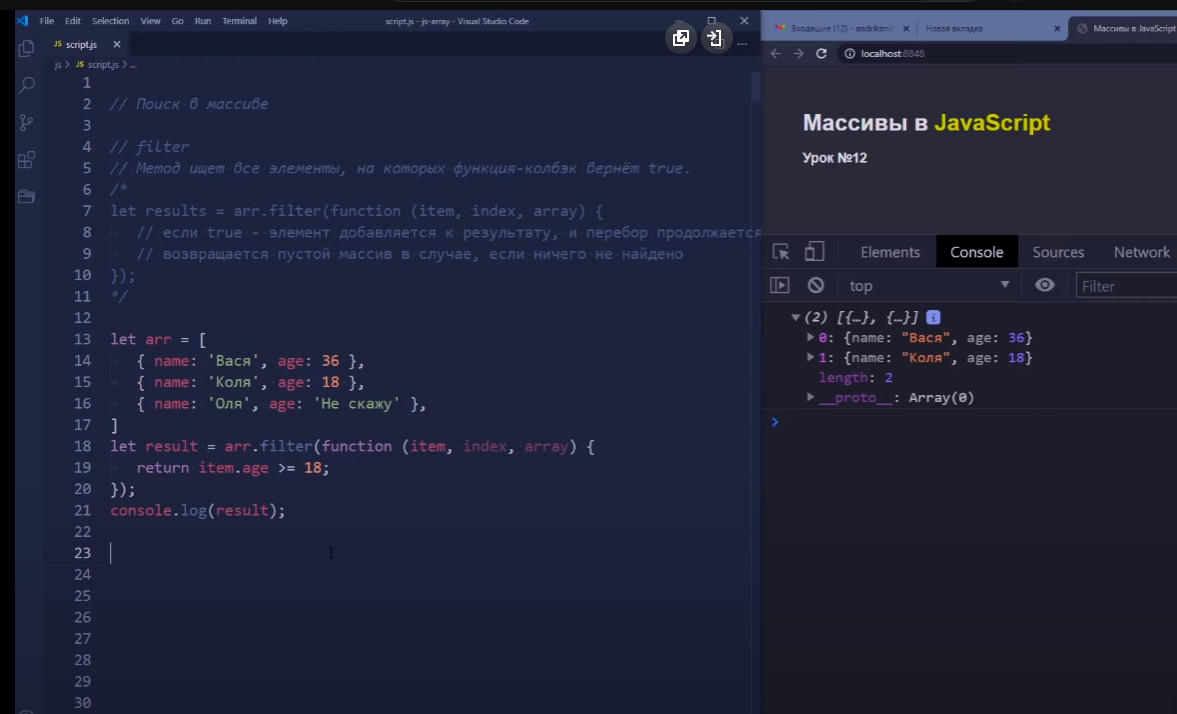 File Edit Selection View Go Run Terminal Help script.js - js-array - Visual Studio Code
JS script.js ×
js > JS script.js > ...
1
2 // Поиск в массиве
3
4 // filter
5 // Метод ищет все элементы, на которых функция-колбэк вернёт true.
6 /*
7 let results = arr.filter(function (item, index, array) {
8 // если true - элемент добавляется к результату, и перебор продолжается
9 // возвращается пустой массив в случае, если ничего не найдено
10 });
11 */
12
13 let arr = [
14 { name: 'Вася', age: 36 },
15 { name: 'Коля', age: 18 },
16 { name: 'Оля', age: 'Не скажу' },
17 ]
18 let result = arr.filter(function (item, index, array) {
19 return item.age >= 18;
20 });
21 console.log(result);
22
23
24
25
26
27
28
29
30
Входящие (12) - andrikanic × Новая вкладка × Массивы в JavaScript
localhost:8848
Массивы в JavaScript
Урок №12
Elements Console Sources Network
top Filter
(2) [{…}, {…}] i
0: {name: "Вася", age: 36}
1: {name: "Коля", age: 18}
length: 2
__proto__: Array(0)